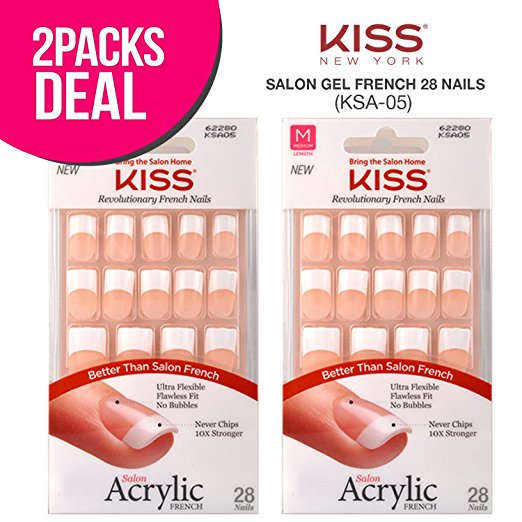 2PACKS
DEAL
KISS
NEW YORK
SALON GEL FRENCH 28 NAILS
(KSA-05)
62280
KSA05
Bring the Salon Home
NEW
KISS
Revolutionary French Nails
Better Than Salon French
Ultra Flexible
Flawless Fit
No Bubbles
Never Chips
10X Stronger
Salon
Acrylic
FRENCH
28
Nails
M
MEDIUM
LENGTH
62280
KSA05
Bring the Salon Home
NEW
KISS
Revolutionary French Nails
Better Than Salon French
Ultra Flexible
Flawless Fit
No Bubbles
Never Chips
10X Stronger
Salon
Acrylic
FRENCH
28
Nails